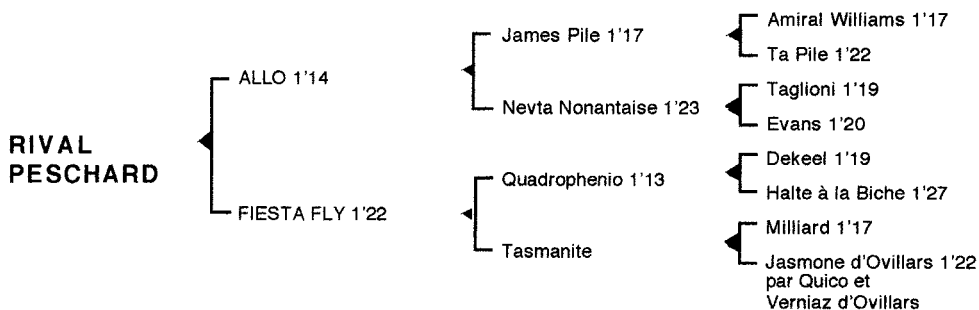 RIVAL
PESCHARD
ALLO 1'14
FIESTA FLY 1'22
James Pile 1'17
Nevta Nonantaise 1'23
Quadrophenio 1'13
Tasmanite
Amiral Williams 1'17
Ta Pile 1'22
Taglioni 1'19
Evans 1'20
Dekeel 1'19
Halte à la Biche 1'27
Milliard 1'17
Jasmone d'Ovillars 1'22
par Quico et
Verniaz d'Ovillars